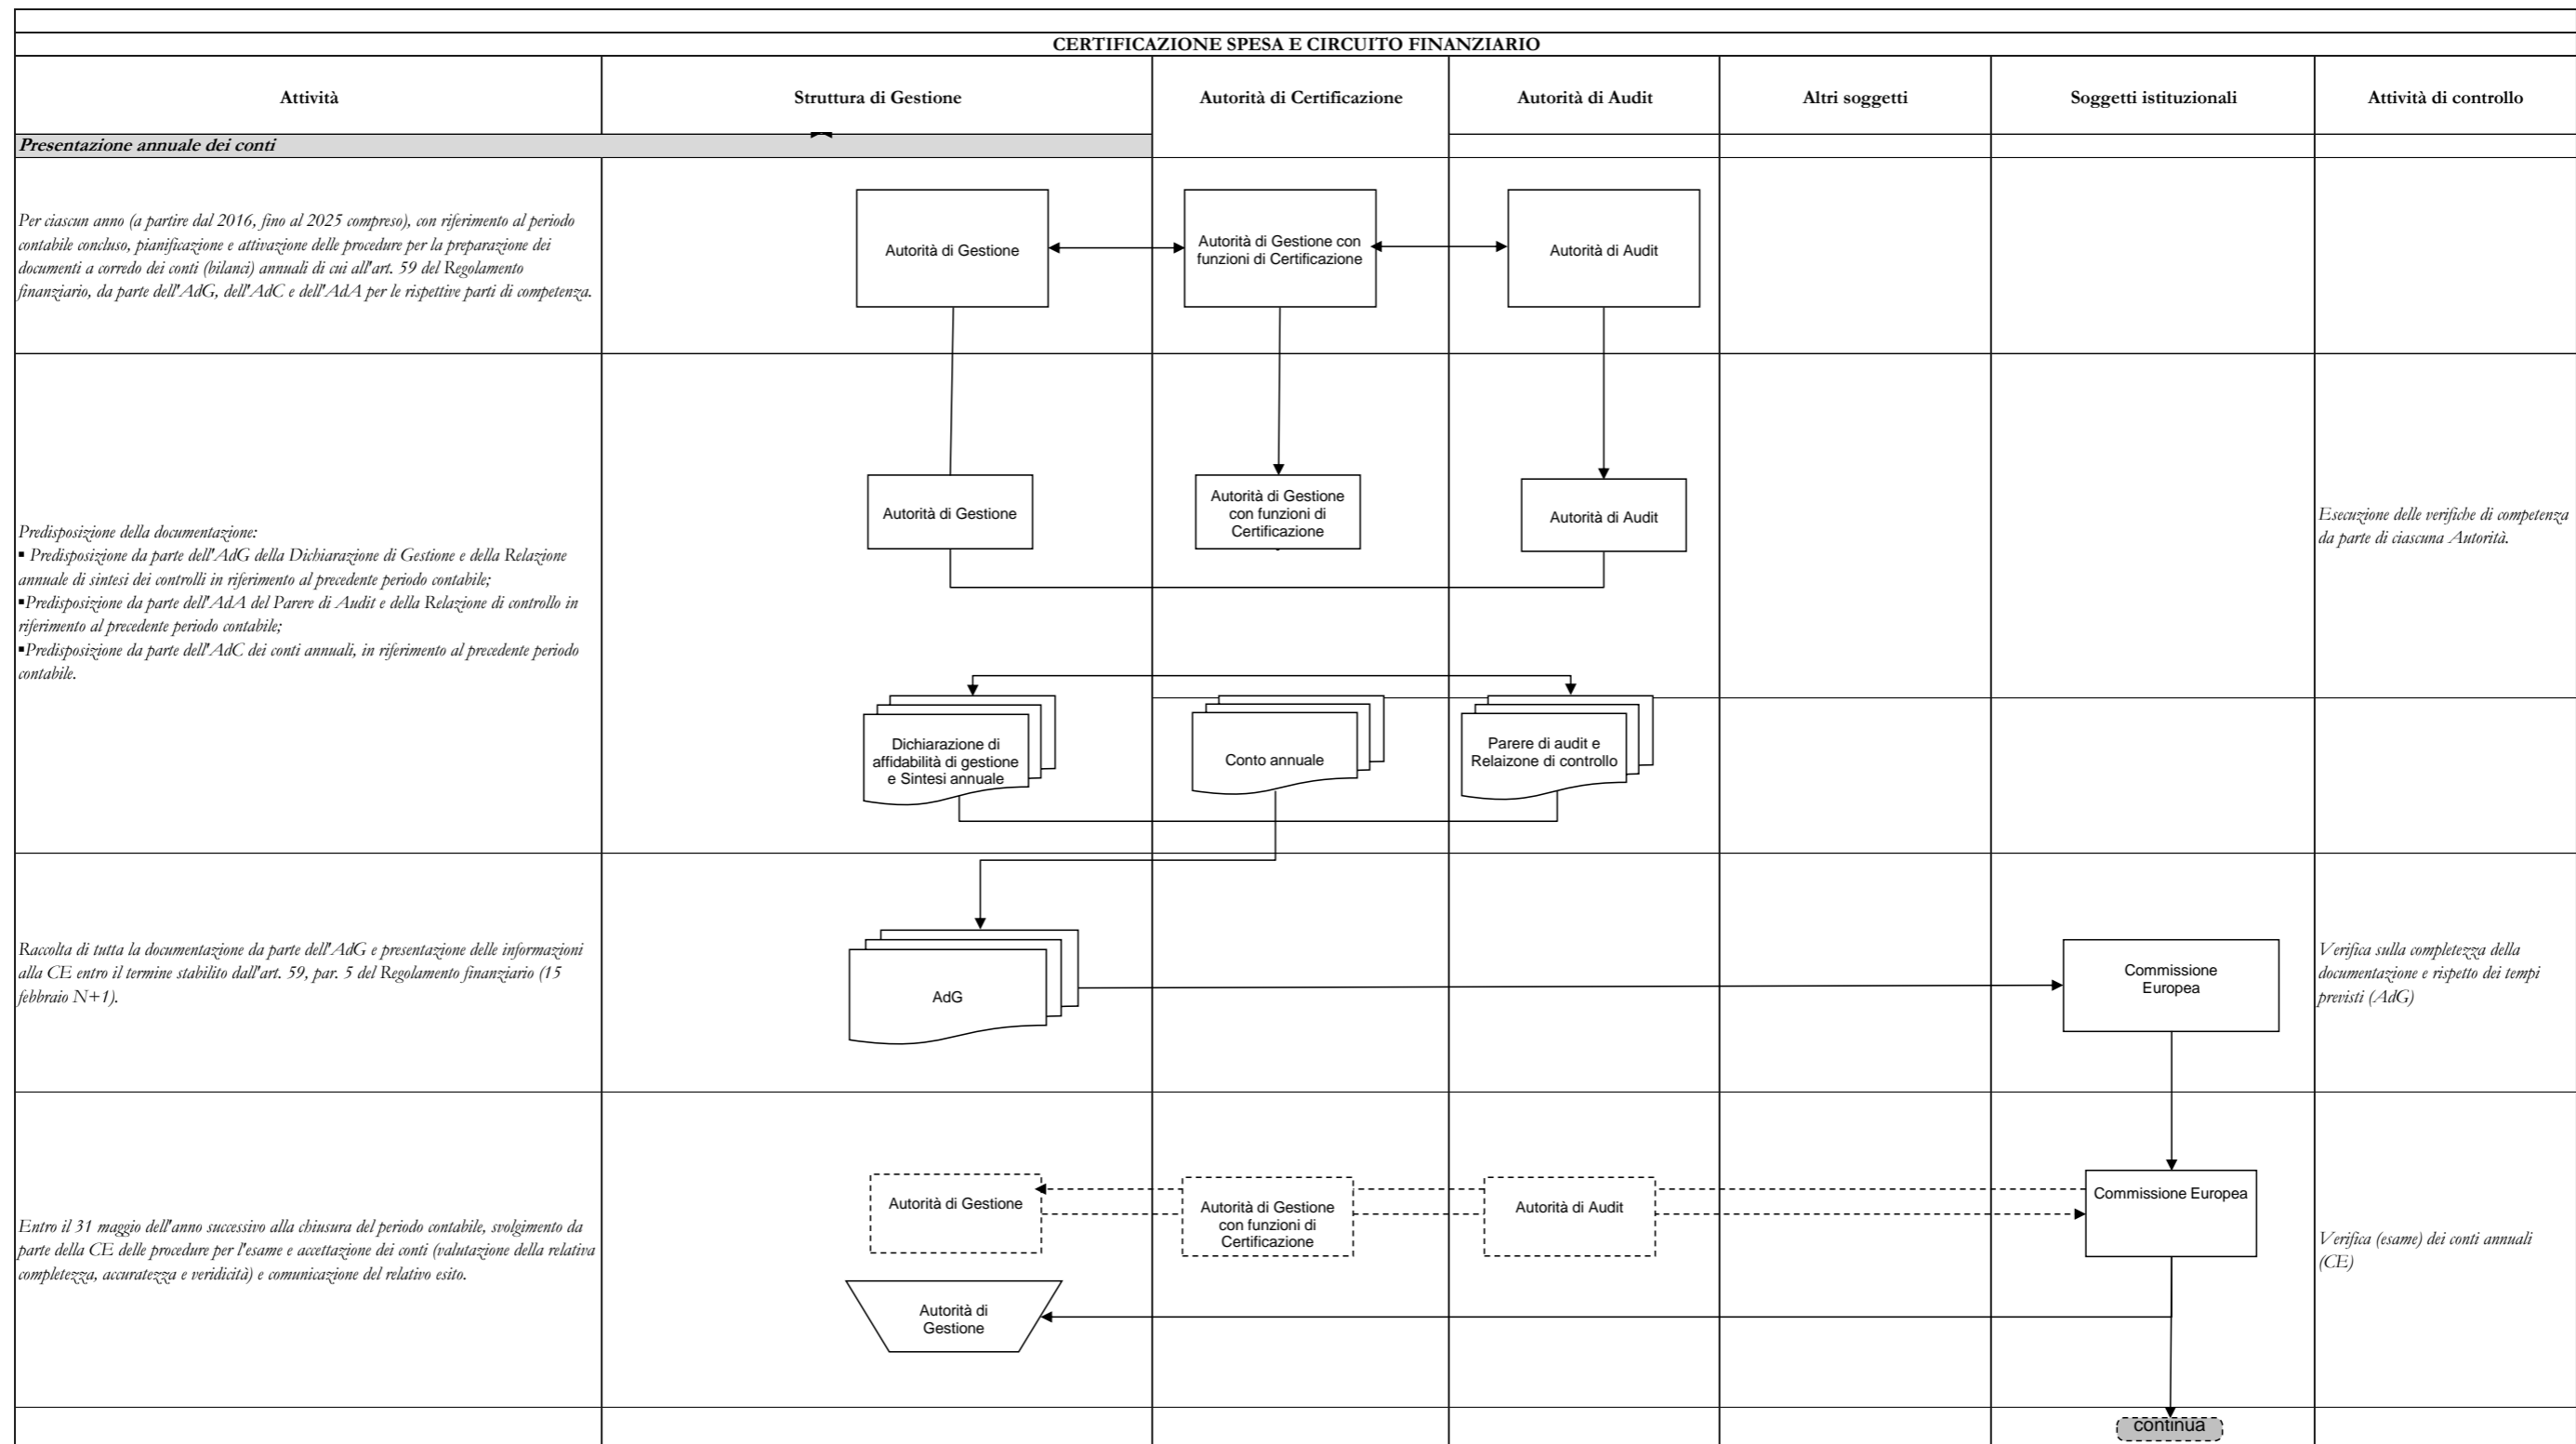 CERTIFICAZIONE SPESA E CIRCUITO FINANZIARIO
Attività
Struttura di Gestione
Autorità di Certificazione
Autorità di Audit
Altri soggetti
Soggetti istituzionali
Attività di controllo
Presentazione annuale dei conti
Per ciascun anno (a partire dal 2016, fino al 2025 compreso), con riferimento al periodo
contabile concluso, pianificazione e attivazione delle procedure per la preparazione dei
documenti a corredo dei conti (bilanci) annuali di cui all'art. 59 del Regolamento
finanziario, da parte dell'AdG, dell'AdC e dell'AdA per le rispettive parti di competenza.
Autorità di Gestione
Autorità di Gestione con
funzioni di Certificazione
Autorità di Audit
Predisposizione della documentazione:
▪ Predisposizione da parte dell'AdG della Dichiarazione di Gestione e della Relazione
annuale di sintesi dei controlli in riferimento al precedente periodo contabile;
▪Predisposizione da parte dell'AdA del Parere di Audit e della Relazione di controllo in
riferimento al precedente periodo contabile;
▪Predisposizione da parte dell'AdC dei conti annuali, in riferimento al precedente periodo
contabile.
Autorità di Gestione
Autorità di Gestione
con funzioni di
Certificazione
Autorità di Audit
Esecuzione delle verifiche di competenza
da parte di ciascuna Autorità.
Dichiarazione di
affidabilità di gestione
e Sintesi annuale
Conto annuale
Parere di audit e
Relaizone di controllo
Raccolta di tutta la documentazione da parte dell'AdG e presentazione delle informazioni
alla CE entro il termine stabilito dall'art. 59, par. 5 del Regolamento finanziario (15
febbraio N+1).
AdG
Commissione
Europea
Verifica sulla completezza della
documentazione e rispetto dei tempi
previsti (AdG)
Entro il 31 maggio dell'anno successivo alla chiusura del periodo contabile, svolgimento da
parte della CE delle procedure per l'esame e accettazione dei conti (valutazione della relativa
completezza, accuratezza e veridicità) e comunicazione del relativo esito.
Autorità di Gestione
Autorità di Gestione
con funzioni di
Certificazione
Autorità di Audit
Commissione Europea
Verifica (esame) dei conti annuali
(CE)
Autorità di
Gestione
continua